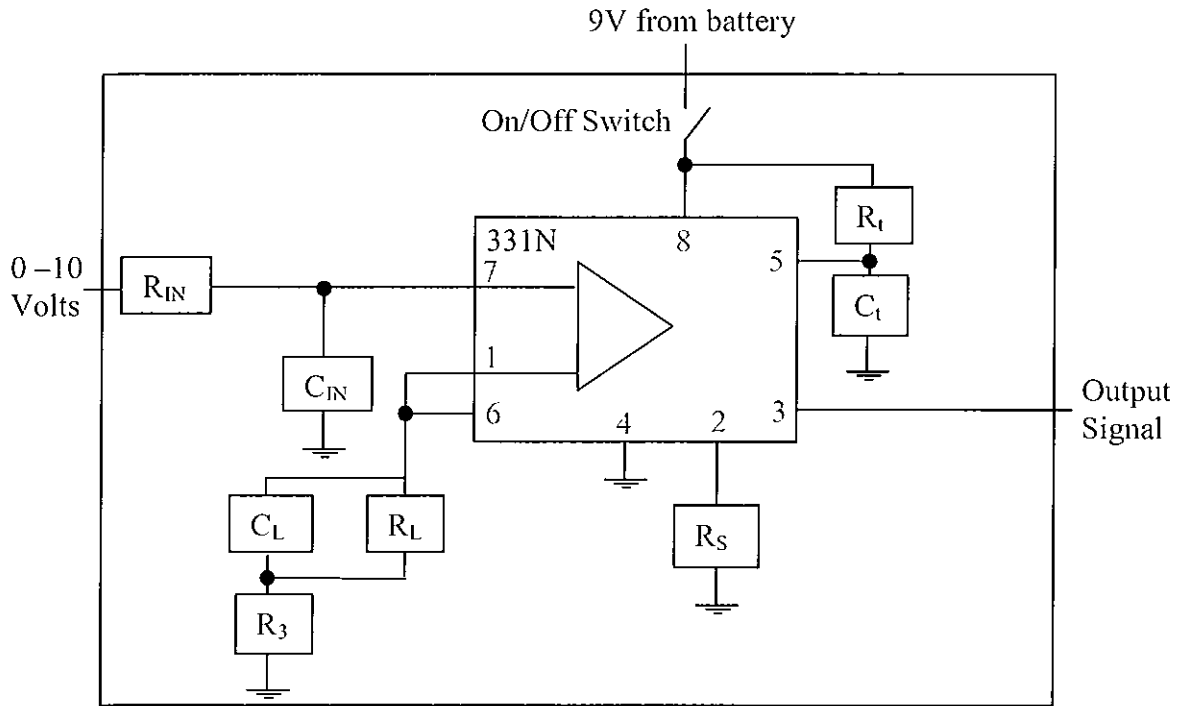 9V from battery
On/Off Switch
R_t
331N
8
5
7
0 –10
Volts
R_IN
C_t
1
C_IN
6
4
2
3
Output
Signal
C_L
R_L
R_S
R_3